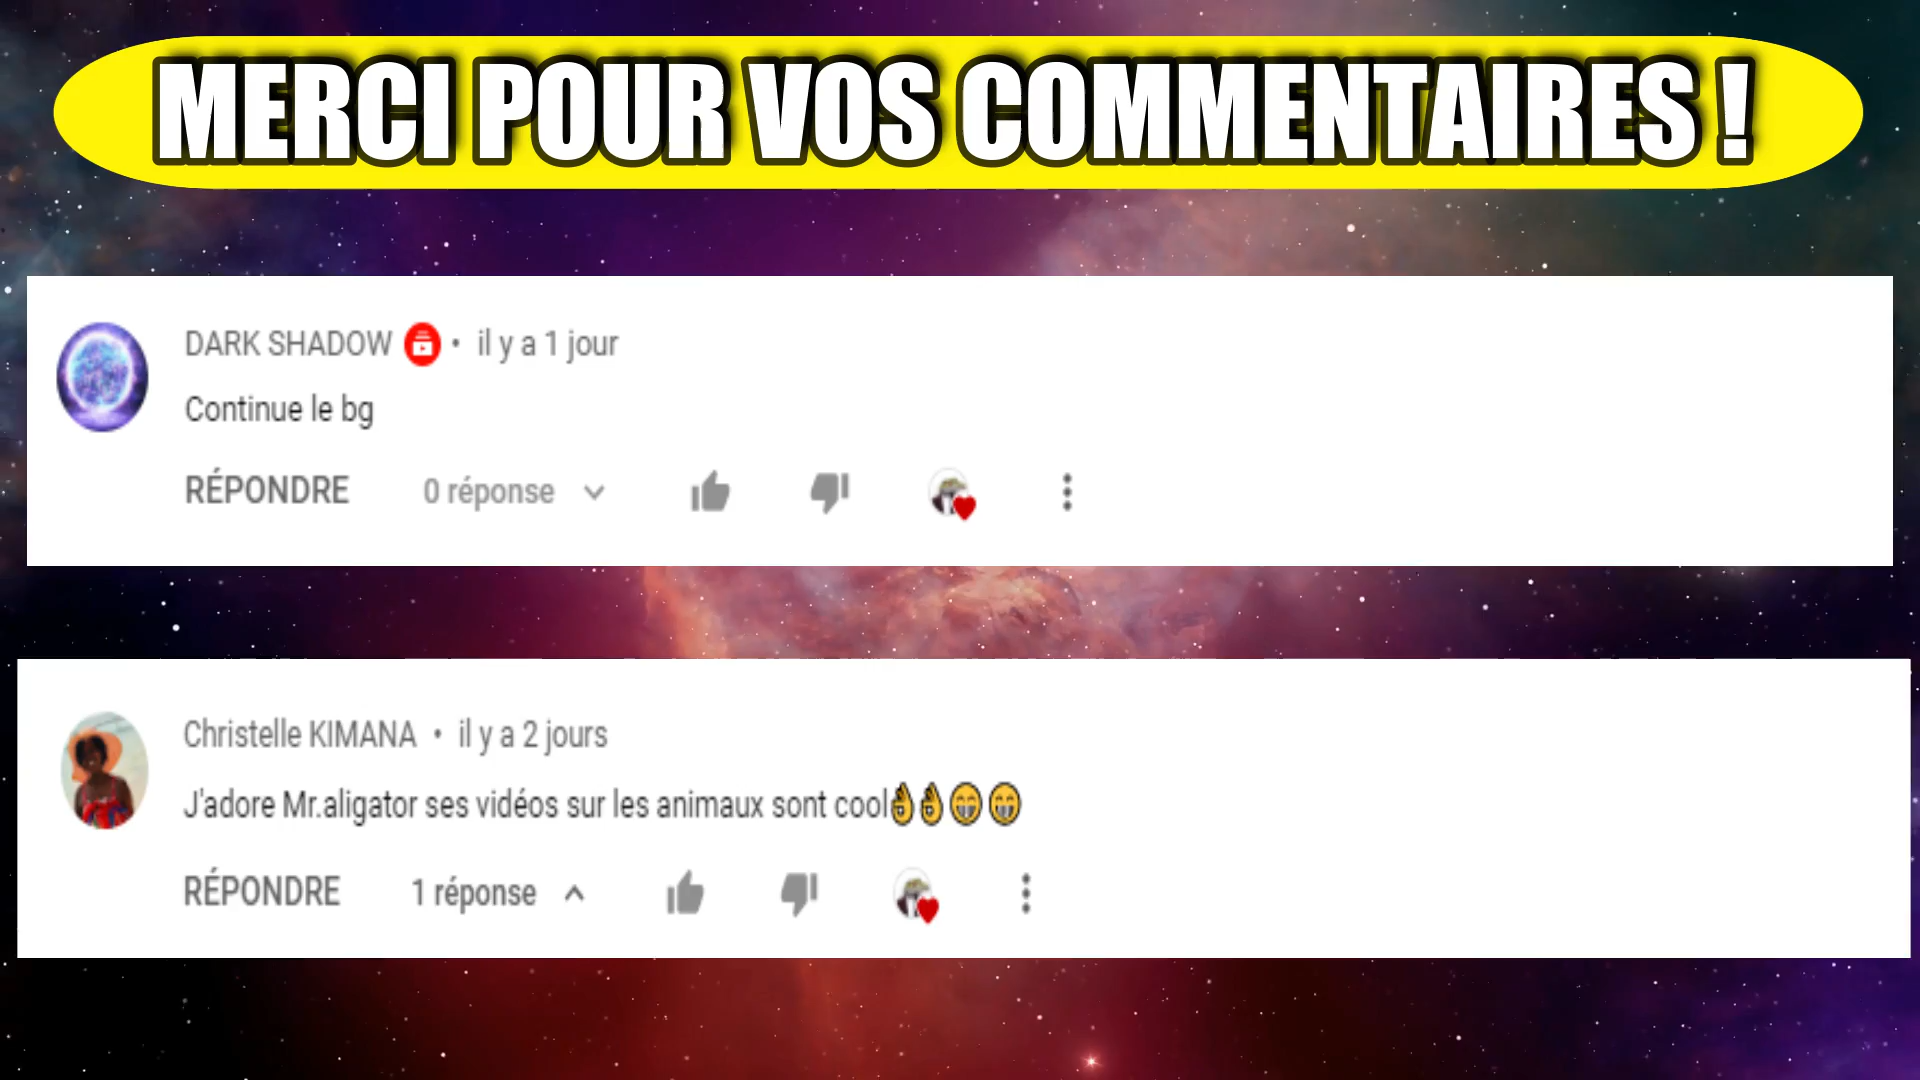 MERCI POUR VOS COMMENTAIRES !
DARK SHADOW • il y a 1 jour
Continue le bg
RÉPONDRE 0 réponse
Christelle KIMANA • il y a 2 jours
J'adore Mr.aligator ses vidéos sur les animaux sont cool👌👌😁😁
RÉPONDRE 1 réponse